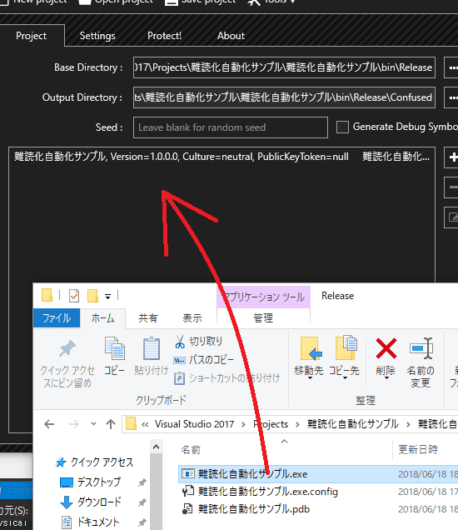 New project Open project Save project Tools
Project Settings Protect! About
Base Directory : 017\Projects\難読化自動化サンプル\難読化自動化サンプル\bin\Release
Output Directory : ts\難読化自動化サンプル\難読化自動化サンプル\bin\Release\Confused
Seed : Leave blank for random seed Generate Debug Symbo
難読化自動化サンプル, Version=1.0.0.0, Culture=neutral, PublicKeyToken=null 難読化自動化...
アプリケーション ツール Release
ファイル ホーム 共有 表示 管理
クイック アクセスにピン留め
コピー
貼り付け
切り取り
パスのコピー
ショートカットの貼り付け
移動先
コピー先
削除
名前の
変更
クリップボード 整理
« Visual Studio 2017 › Projects › 難読化自動化サンプル › 難読化自
名前 更新日時
クイック アクセス
デスクトップ
ダウンロード
ドキュメント
難読化自動化サンプル.exe 2018/06/18 18
難読化自動化サンプル.exe.config 2018/06/18 17
難読化自動化サンプル.pdb 2018/06/18 18
元(S):